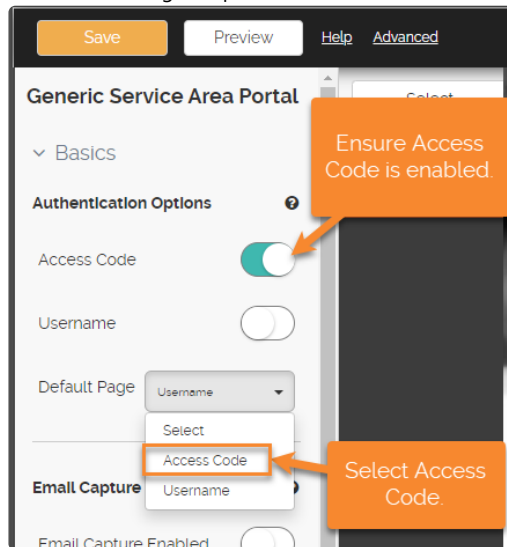 Save Preview Help Advanced
Generic Service Area Portal
Select
Ensure Access
Code is enabled.
Basics
Authentication Options
Access Code
Username
Default Page Username
Select
Access Code
Select Access
Code.
Email Capture
Username
Email Capture Enabled